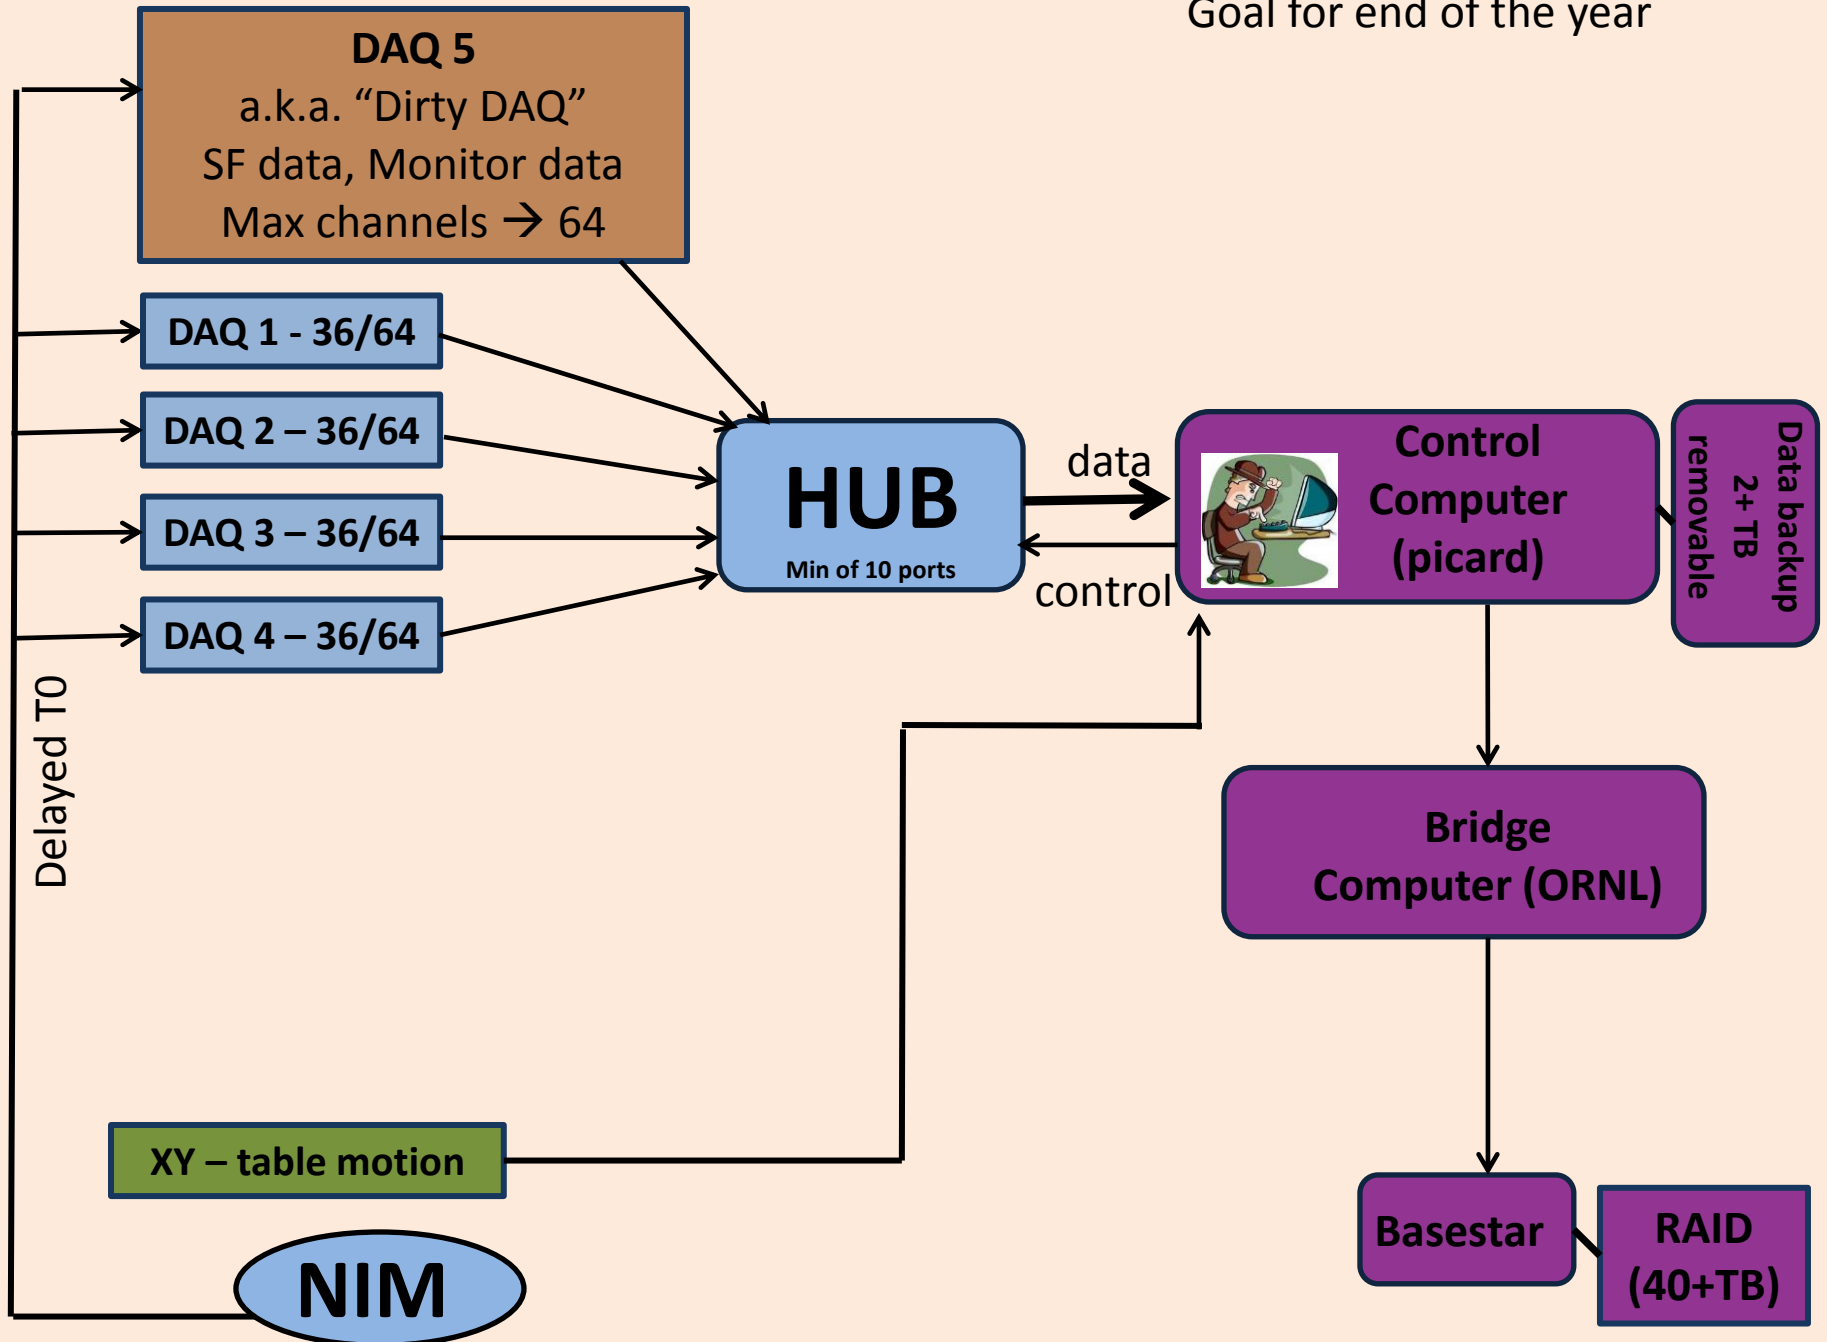 Goal for end of the year
DAQ 5
a.k.a. “Dirty DAQ”
SF data, Monitor data
Max channels → 64
DAQ 1 - 36/64
DAQ 2 – 36/64
DAQ 3 – 36/64
DAQ 4 – 36/64
Delayed T0
HUB
Min of 10 ports
data
control
Control
Computer
(picard)
Data backup
2+ TB
removable
Bridge
Computer (ORNL)
XY – table motion
NIM
Basestar
RAID
(40+TB)